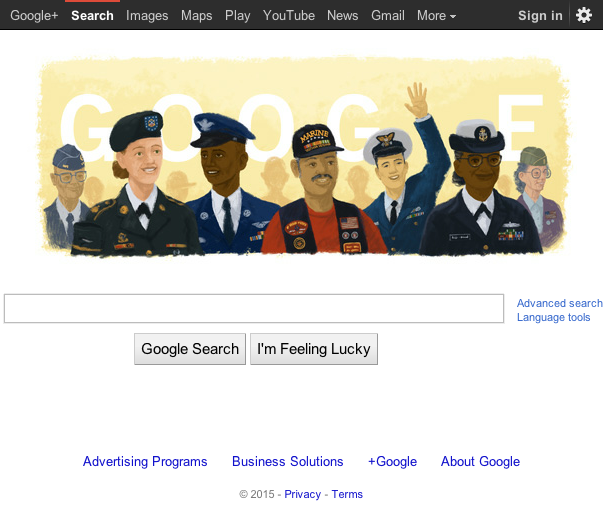 Google+ Search Images Maps Play YouTube News Gmail More Sign in
GOOG E
MARINE
Advanced search
Language tools
Google Search I'm Feeling Lucky
Advertising Programs Business Solutions +Google About Google
© 2015 - Privacy - Terms